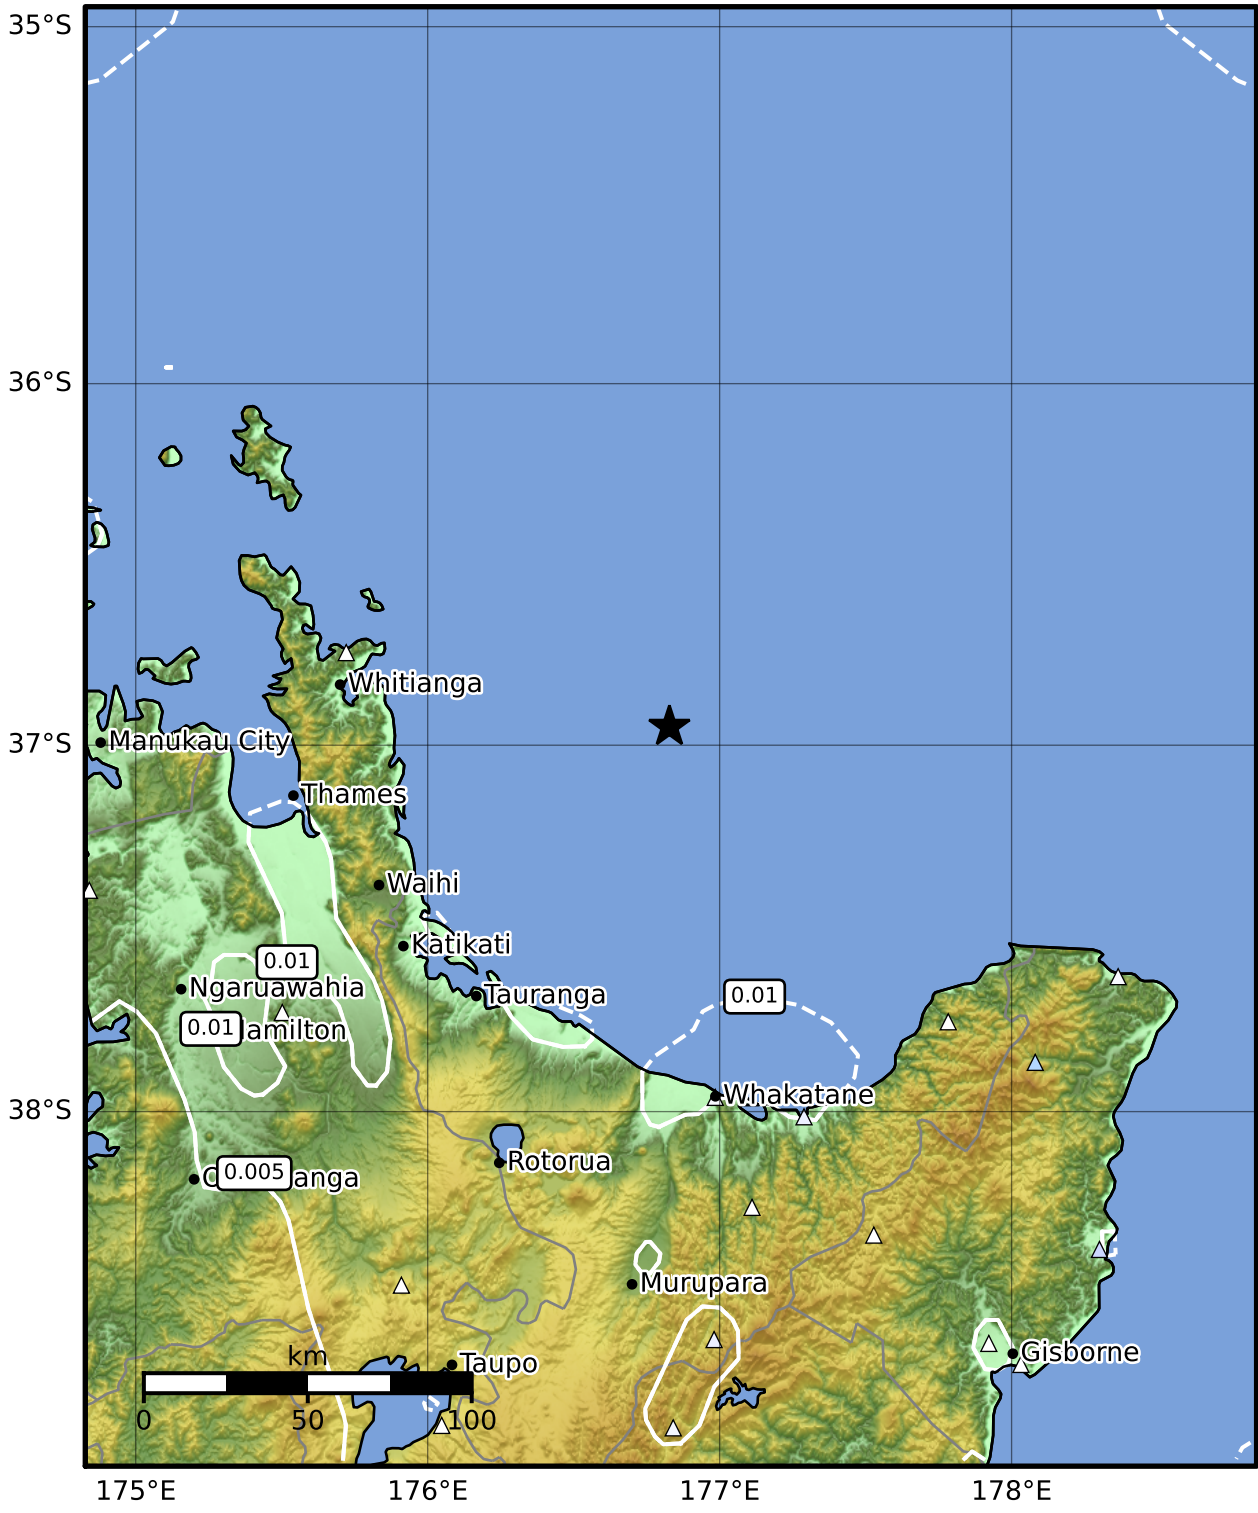 35°S
36°S
Whitianga
37°S
Manukau City
Thames
Waihi
Katikati
0.01
Ngaruawahia
Tauranga
0.01
0.01
amilton
Whakatane
38°S
Rotorua
0.005
anga
Murupara
Gisborne
km
Taupo
0 50 100
175°E 176°E 177°E 178°E